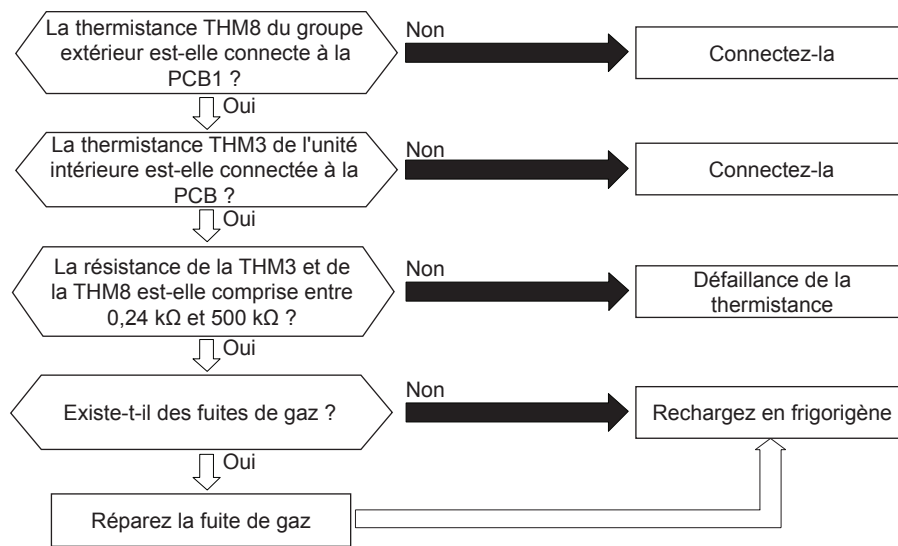 La thermistance THM8 du groupe
extérieur est-elle connecte à la
PCB1 ?
Non
Connectez-la
Oui
La thermistance THM3 de l'unité
intérieure est-elle connectée à la
PCB ?
Non
Connectez-la
Oui
La résistance de la THM3 et de
la THM8 est-elle comprise entre
0,24 kΩ et 500 kΩ ?
Non
Défaillance de la
thermistance
Oui
Existe-t-il des fuites de gaz ?
Non
Rechargez en frigorigène
Oui
Réparez la fuite de gaz